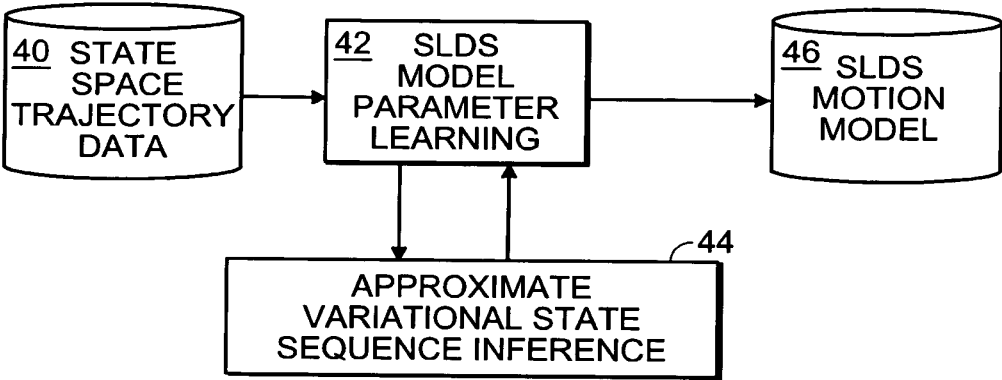 40 STATE
SPACE
TRAJECTORY
DATA
42 SLDS
MODEL
PARAMETER
LEARNING
46 SLDS
MOTION
MODEL
44
APPROXIMATE
VARIATIONAL STATE
SEQUENCE INFERENCE